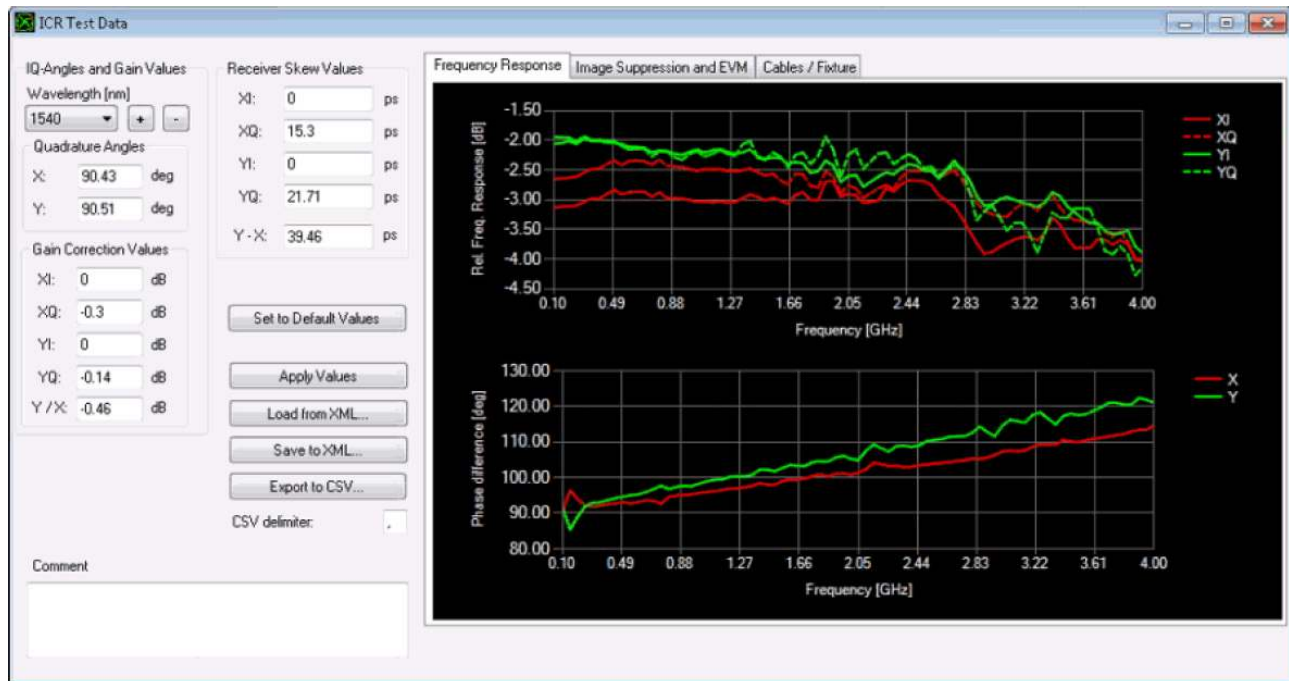 ICR Test Data
IQ-Angles and Gain Values
Wavelength [nm]
1540
+
-
Quadrature Angles
X: 90.43 deg
Y: 90.51 deg
Gain Correction Values
XI: 0 dB
XQ: -0.3 dB
YI: 0 dB
YQ: -0.14 dB
Y / X: -0.46 dB
Receiver Skew Values
XI: 0 ps
XQ: 15.3 ps
YI: 0 ps
YQ: 21.71 ps
Y - X: 39.46 ps
Set to Default Values
Apply Values
Load from XML...
Save to XML...
Export to CSV...
CSV delimiter: ,
Comment
Frequency Response
Image Suppression and EVM
Cables / Fixture
Rel. Freq. Response [dB]
-1.50
-2.00
-2.50
-3.00
-3.50
-4.00
-4.50
0.10 0.49 0.88 1.27 1.66 2.05 2.44 2.83 3.22 3.61 4.00
Frequency [GHz]
XI
XQ
YI
YQ
Phase difference [deg]
130.00
120.00
110.00
100.00
90.00
80.00
0.10 0.49 0.88 1.27 1.66 2.05 2.44 2.83 3.22 3.61 4.00
Frequency [GHz]
X
Y